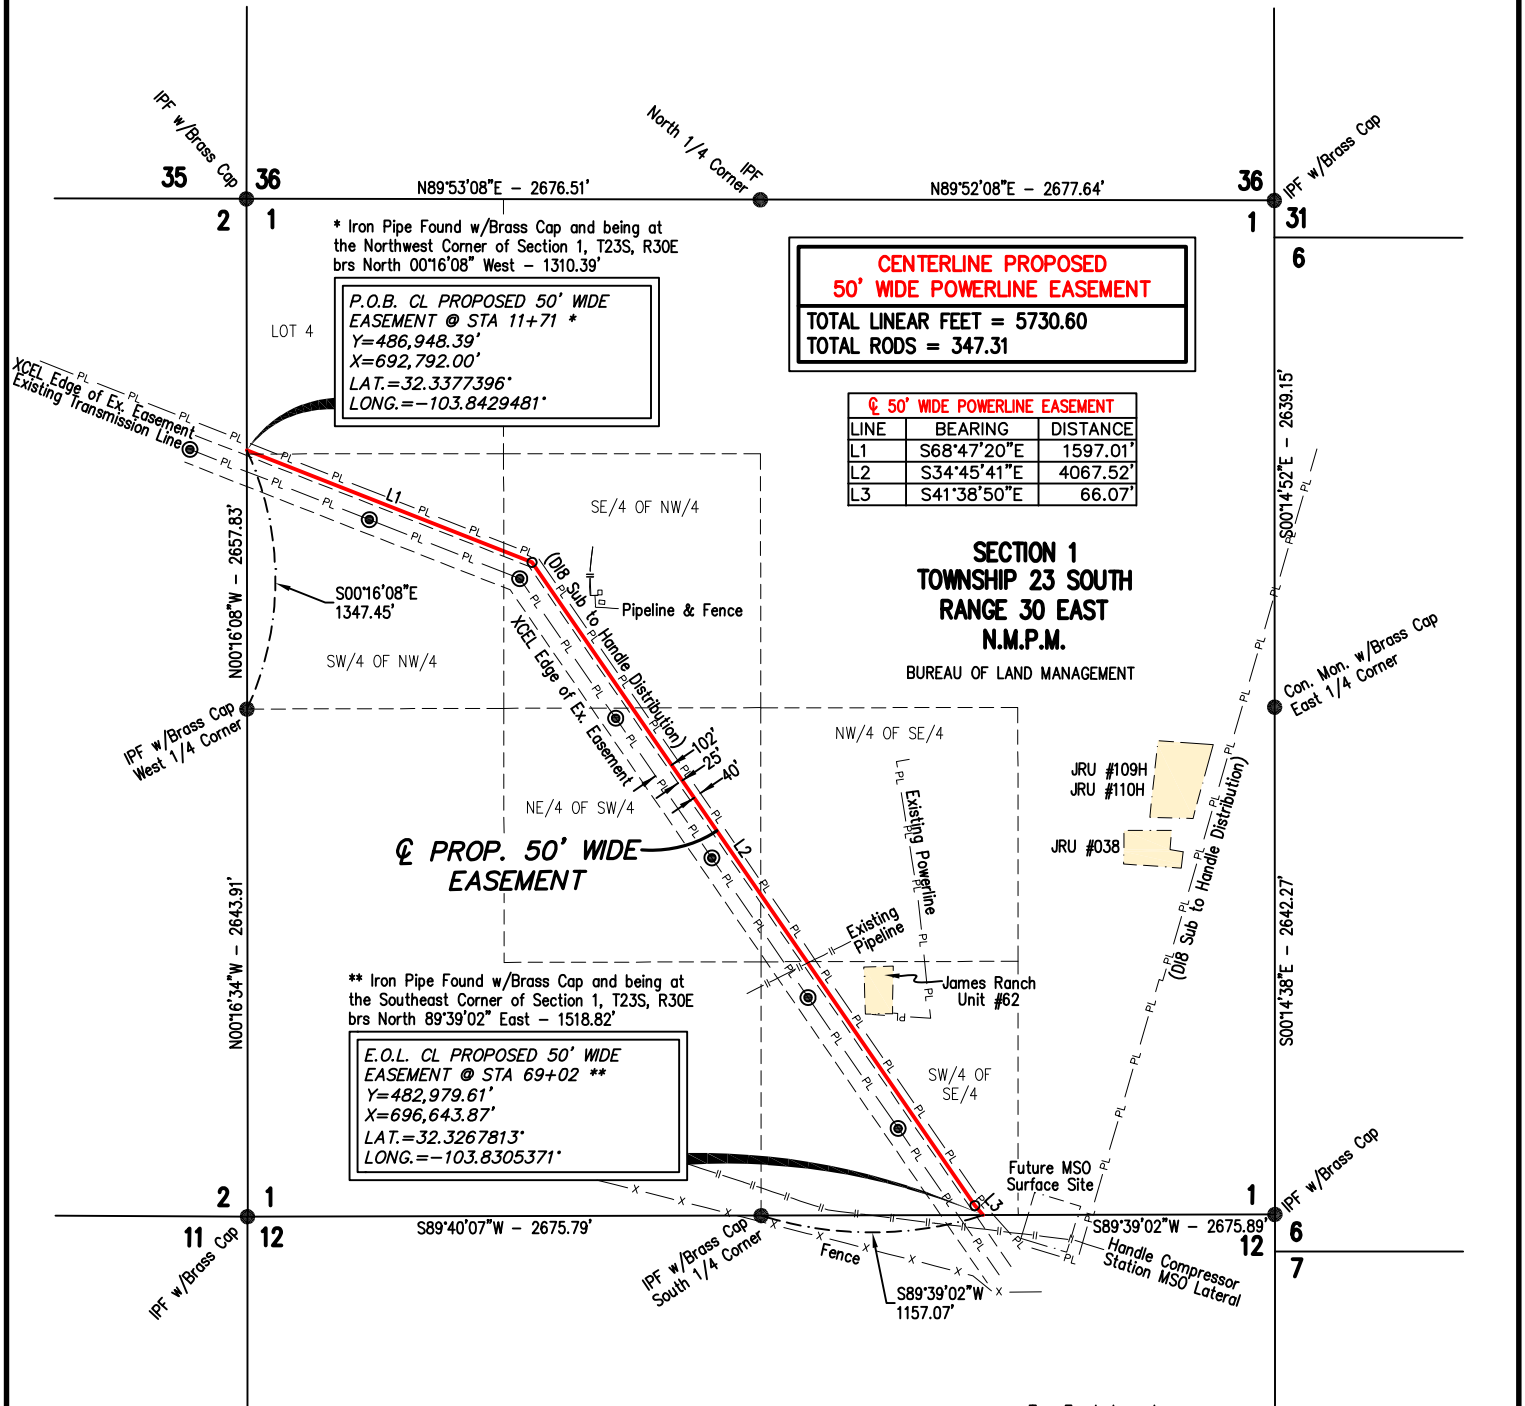 IPF w/Brass Cap
North 1/4 Corner
IPF
IPF w/Brass Cap
35
36
N89°53'08"E - 2676.51'
N89°52'08"E - 2677.64'
36
31
2
1
1
6
* Iron Pipe Found w/Brass Cap and being at
the Northwest Corner of Section 1, T23S, R30E
brs North 00°16'08" West - 1310.39'
P.O.B. CL PROPOSED 50' WIDE
EASEMENT @ STA 11+71 *
Y=486,948.39'
X=692,792.00'
LAT.=32.3377396°
LONG.=-103.8429481°
LOT 4
CENTERLINE PROPOSED
50' WIDE POWERLINE EASEMENT
TOTAL LINEAR FEET = 5730.60
TOTAL RODS = 347.31
℄ 50' WIDE POWERLINE EASEMENT
LINE BEARING DISTANCE
L1 S68°47'20"E 1597.01'
L2 S34°45'41"E 4067.52'
L3 S41°38'50"E 66.07'
XCEL Edge of Ex. Easement
Existing Transmission Line
L1
SE/4 OF NW/4
S00°14'52"E - 2639.15'
SECTION 1
TOWNSHIP 23 SOUTH
RANGE 30 EAST
N.M.P.M.
BUREAU OF LAND MANAGEMENT
N00°16'08"W - 2657.83'
S00°16'08"E
1347.45'
SW/4 OF NW/4
Pipeline & Fence
(DI8 Sub to Handle Distribution)
XCEL Edge of Ex. Easement
IPF w/Brass Cap
West 1/4 Corner
Con. Mon. w/Brass Cap
East 1/4 Corner
NW/4 OF SE/4
102'
25'
40'
NE/4 OF SW/4
℄ PROP. 50' WIDE
EASEMENT
L2
Existing Powerline
JRU #109H
JRU #110H
JRU #038
(DI8 Sub to Handle Distribution)
N00°16'34"W - 2643.91'
S00°14'38"E - 2642.27'
Existing
Pipeline
James Ranch
Unit #62
** Iron Pipe Found w/Brass Cap and being at
the Southeast Corner of Section 1, T23S, R30E
brs North 89°39'02" East - 1518.82'
E.O.L. CL PROPOSED 50' WIDE
EASEMENT @ STA 69+02 **
Y=482,979.61'
X=696,643.87'
LAT.=32.3267813°
LONG.=-103.8305371°
SW/4 OF
SE/4
Future MSO
Surface Site
L3
2
1
11
12
S89°40'07"W - 2675.79'
S89°39'02"W - 2675.89'
1
6
12
7
IPF w/Brass Cap
IPF w/Brass Cap
IPF w/Brass Cap
South 1/4 Corner
Fence
S89°39'02"W
1157.07'
Handle Compressor
Station MSO Lateral